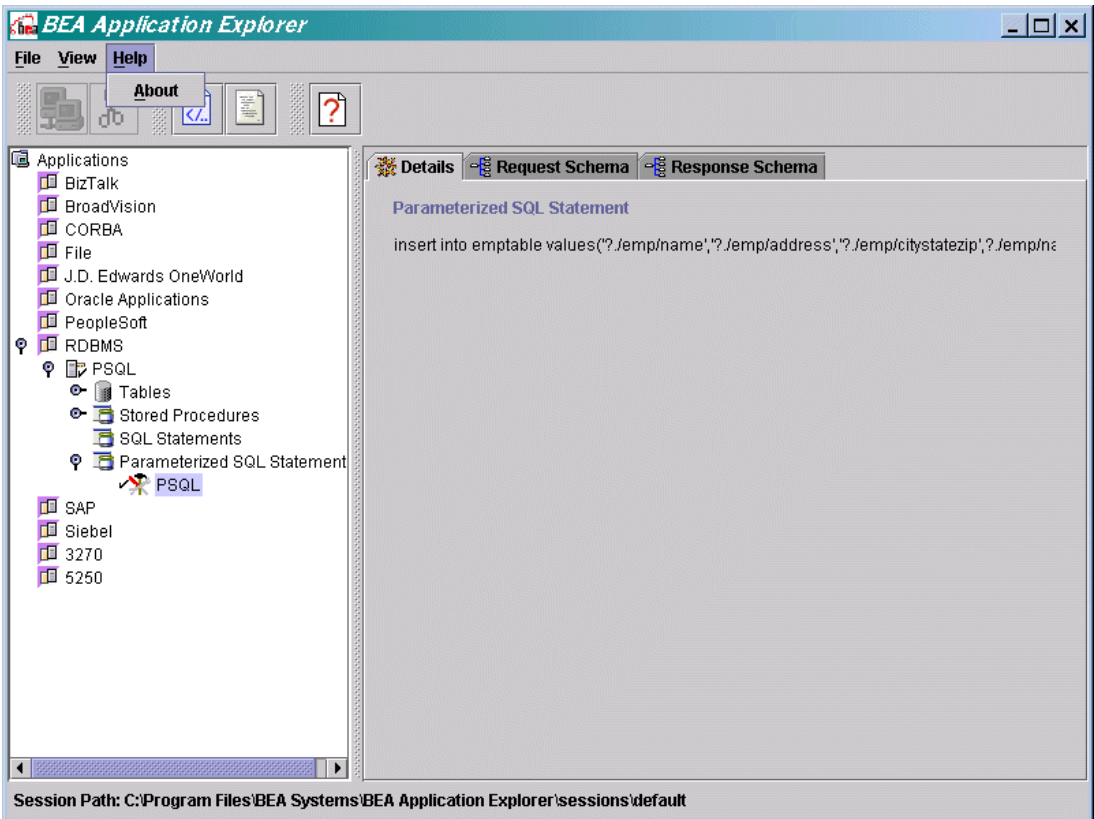 BEA Application Explorer
File View Help
About
Applications
BizTalk
BroadVision
CORBA
File
J.D. Edwards OneWorld
Oracle Applications
PeopleSoft
RDBMS
PSQL
Tables
Stored Procedures
SQL Statements
Parameterized SQL Statement
PSQL
SAP
Siebel
3270
5250
Details Request Schema Response Schema
Parameterized SQL Statement
insert into emptable values('?./emp/name','?./emp/address','?./emp/citystatezip',?./emp/na
Session Path: C:\Program Files\BEA Systems\BEA Application Explorer\sessions\default